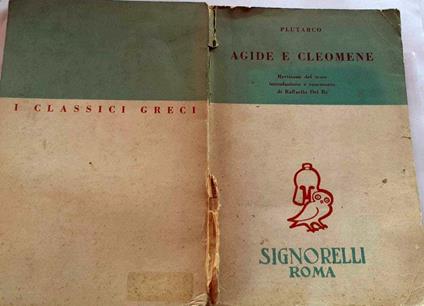 I CLASSICI GRECI
PLUTARCO
AGIDE E CLEOMENE
Revisione del testo
introduzione e commento
di Raffaello Del Re
SIGNORELLI
ROMA